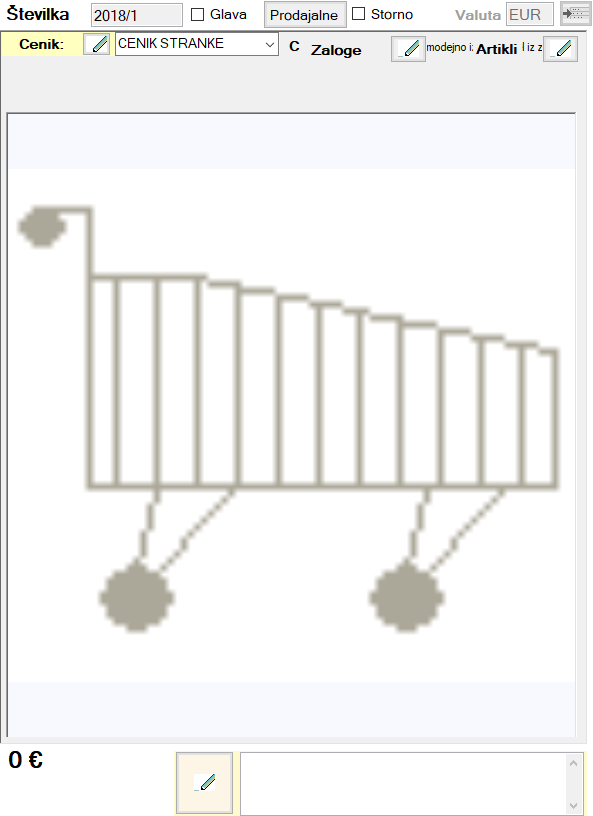 Številka 2018/1 Glava Prodajalne Storno Valuta EUR
Cenik: CENIK STRANKE C Zaloge modejno i: Artikli l iz z
0 €